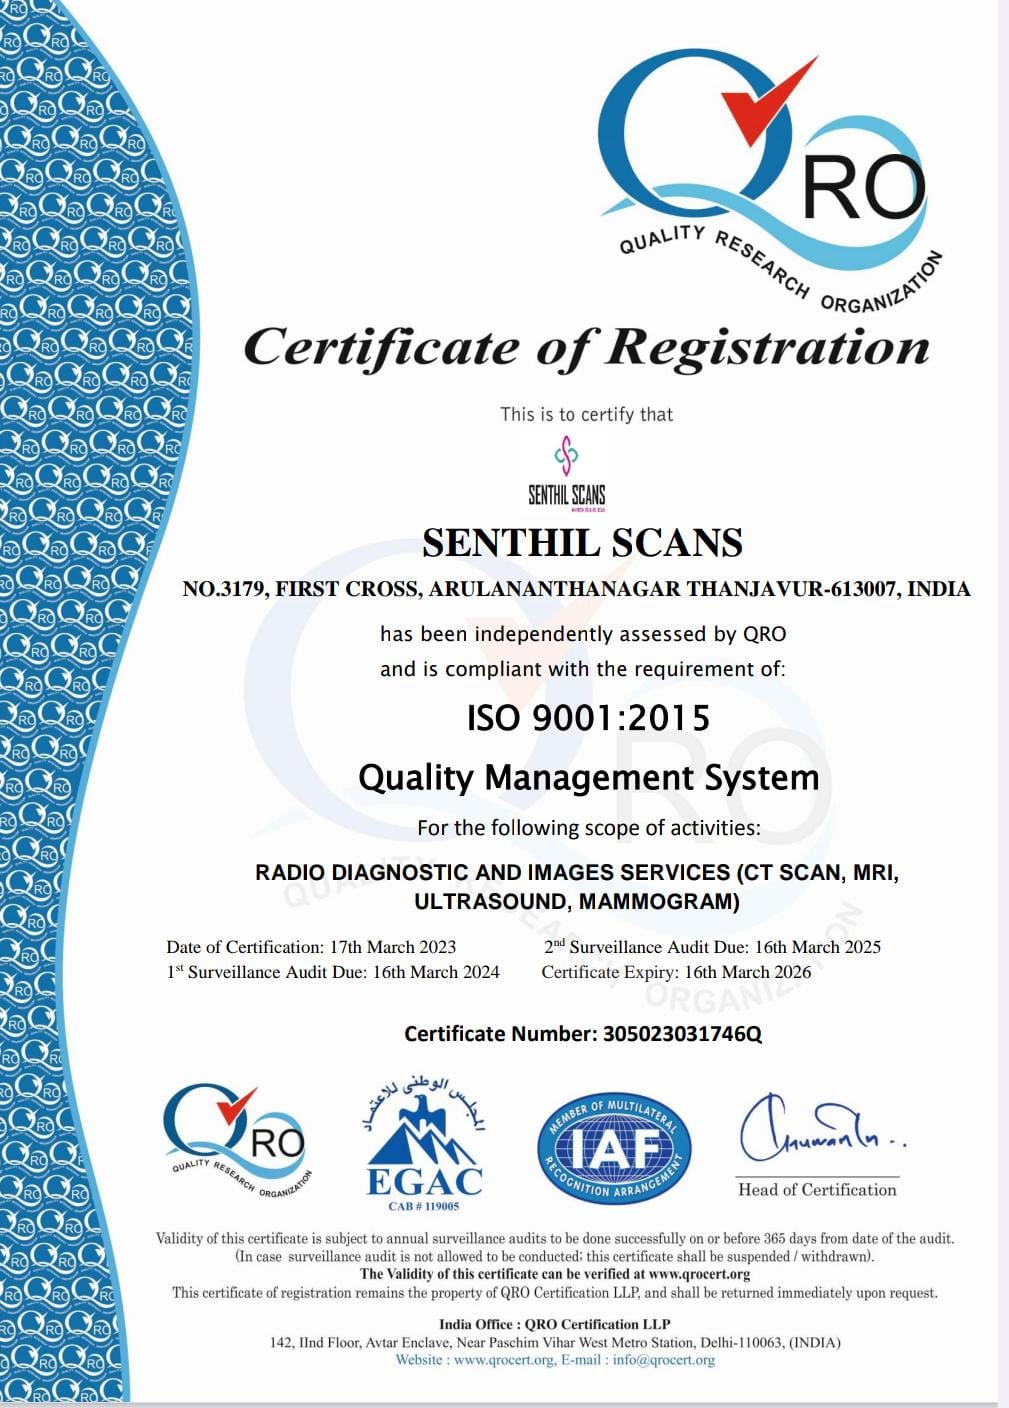 QRO
QUALITY RESEARCH ORGANIZATION
Certificate of Registration
This is to certify that
SENTHIL SCANS
SENTHIL SCANS
NO.3179, FIRST CROSS, ARULANANTHANAGAR THANJAVUR-613007, INDIA
has been independently assessed by QRO
and is compliant with the requirement of:
ISO 9001:2015
Quality Management System
For the following scope of activities:
RADIO DIAGNOSTIC AND IMAGES SERVICES (CT SCAN, MRI,
ULTRASOUND, MAMMOGRAM)
Date of Certification: 17th March 2023 2nd Surveillance Audit Due: 16th March 2025
1st Surveillance Audit Due: 16th March 2024 Certificate Expiry: 16th March 2026
Certificate Number: 305023031746Q
QRO
QUALITY RESEARCH ORGANIZATION
المجلس الوطنى للاعتماد
EGAC
CAB # 119005
MEMBER OF MULTILATERAL
IAF
RECOGNITION ARRANGEMENT
Head of Certification
Validity of this certificate is subject to annual surveillance audits to be done successfully on or before 365 days from date of the audit.
(In case surveillance audit is not allowed to be conducted; this certificate shall be suspended / withdrawn).
The Validity of this certificate can be verified at www.qrocert.org
This certificate of registration remains the property of QRO Certification LLP, and shall be returned immediately upon request.
India Office : QRO Certification LLP
142, IInd Floor, Avtar Enclave, Near Paschim Vihar West Metro Station, Delhi-110063, (INDIA)
Website : www.qrocert.org, E-mail : info@qrocert.org